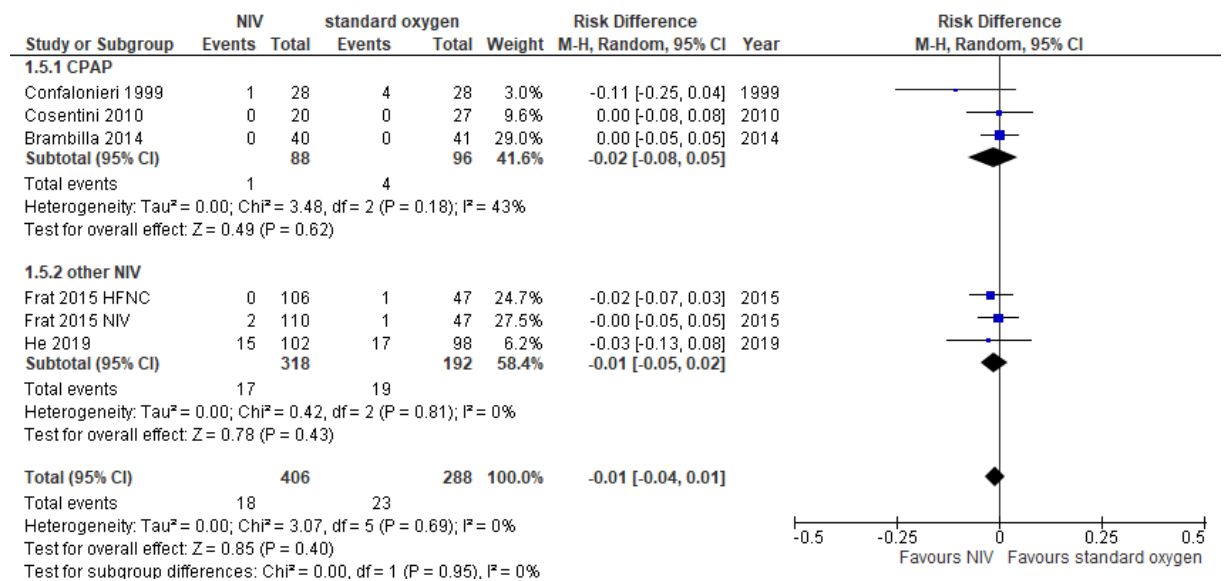 NIV standard oxygen Risk Difference Risk Difference
Study or Subgroup Events Total Events Total Weight M-H, Random, 95% CI Year M-H, Random, 95% CI
1.5.1 CPAP
Confalonieri 1999 1 28 4 28 3.0% -0.11 [-0.25, 0.04] 1999
Cosentini 2010 0 20 0 27 9.6% 0.00 [-0.08, 0.08] 2010
Brambilla 2014 0 40 0 41 29.0% 0.00 [-0.05, 0.05] 2014
Subtotal (95% CI) 88 96 41.6% -0.02 [-0.08, 0.05]
Total events 1 4
Heterogeneity: Tau² = 0.00; Chi² = 3.48, df = 2 (P = 0.18); I² = 43%
Test for overall effect: Z = 0.49 (P = 0.62)
1.5.2 other NIV
Frat 2015 HFNC 0 106 1 47 24.7% -0.02 [-0.07, 0.03] 2015
Frat 2015 NIV 2 110 1 47 27.5% -0.00 [-0.05, 0.05] 2015
He 2019 15 102 17 98 6.2% -0.03 [-0.13, 0.08] 2019
Subtotal (95% CI) 318 192 58.4% -0.01 [-0.05, 0.02]
Total events 17 19
Heterogeneity: Tau² = 0.00; Chi² = 0.42, df = 2 (P = 0.81); I² = 0%
Test for overall effect: Z = 0.78 (P = 0.43)
Total (95% CI) 406 288 100.0% -0.01 [-0.04, 0.01]
Total events 18 23
Heterogeneity: Tau² = 0.00; Chi² = 3.07, df = 5 (P = 0.69); I² = 0%
Test for overall effect: Z = 0.85 (P = 0.40)
Test for subgroup differences: Chi² = 0.00, df = 1 (P = 0.95), I² = 0%
-0.5 -0.25 0 0.25 0.5
Favours NIV Favours standard oxygen